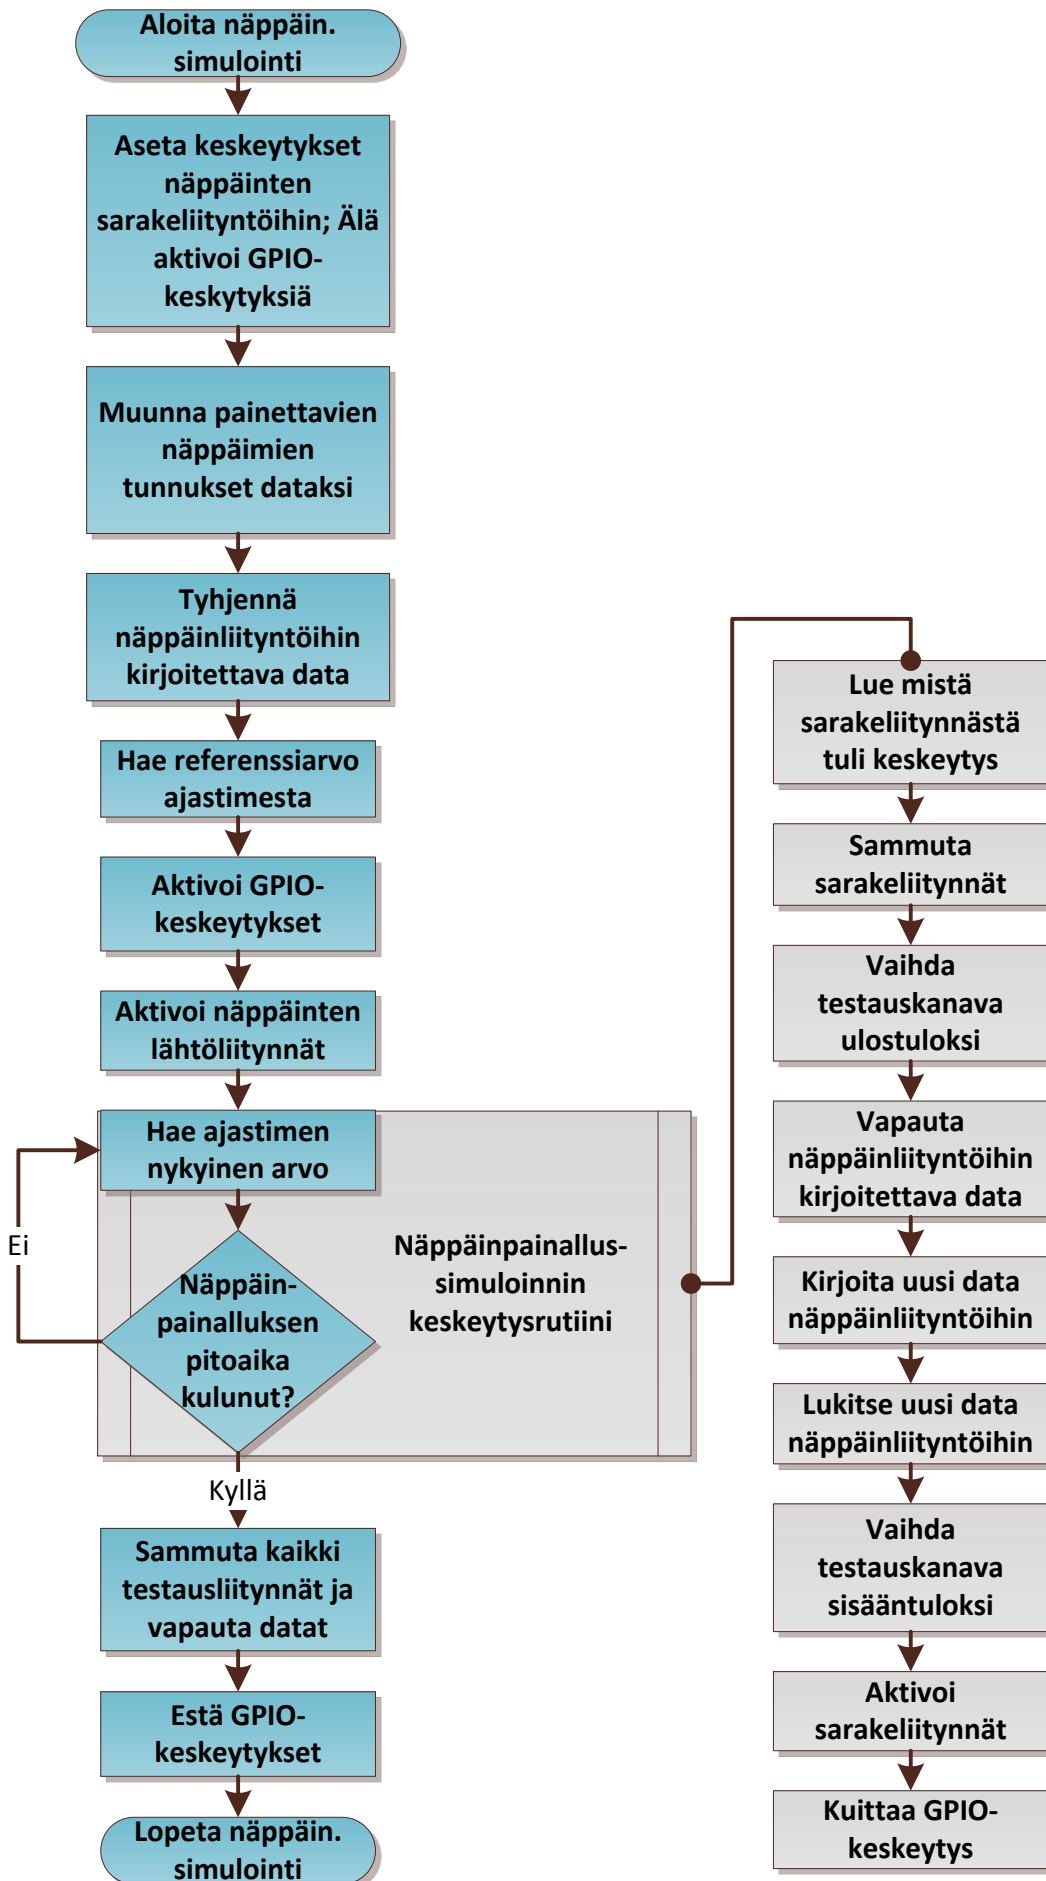 Aloita näppäin.
simulointi
Aseta keskeytykset
näppäinten
sarakeliityntöihin; Älä
aktivoi GPIO-
keskytyksiä
Muunna painettavien
näppäimien
tunnukset dataksi
Tyhjennä
näppäinliityntöihin
kirjoitettava data
Hae referenssiarvo
ajastimesta
Aktivoi GPIO-
keskeytykset
Aktivoi näppäinten
lähtöliitynnät
Hae ajastimen
nykyinen arvo
Ei
Näppäin-
painalluksen
pitoaika
kulunut?
Näppäinpainallus-
simuloinnin
keskeytysrutiini
Kyllä
Sammuta kaikki
testausliitynnät ja
vapauta datat
Estä GPIO-
keskeytykset
Lopeta näppäin.
simulointi
Lue mistä
sarakeliitynnästä
tuli keskeytys
Sammuta
sarakeliitynnät
Vaihda
testauskanava
ulostuloksi
Vapauta
näppäinliityntöihin
kirjoitettava data
Kirjoita uusi data
näppäinliityntöihin
Lukitse uusi data
näppäinliityntöihin
Vaihda
testauskanava
sisääntuloksi
Aktivoi
sarakeliitynnät
Kuittaa GPIO-
keskeytys